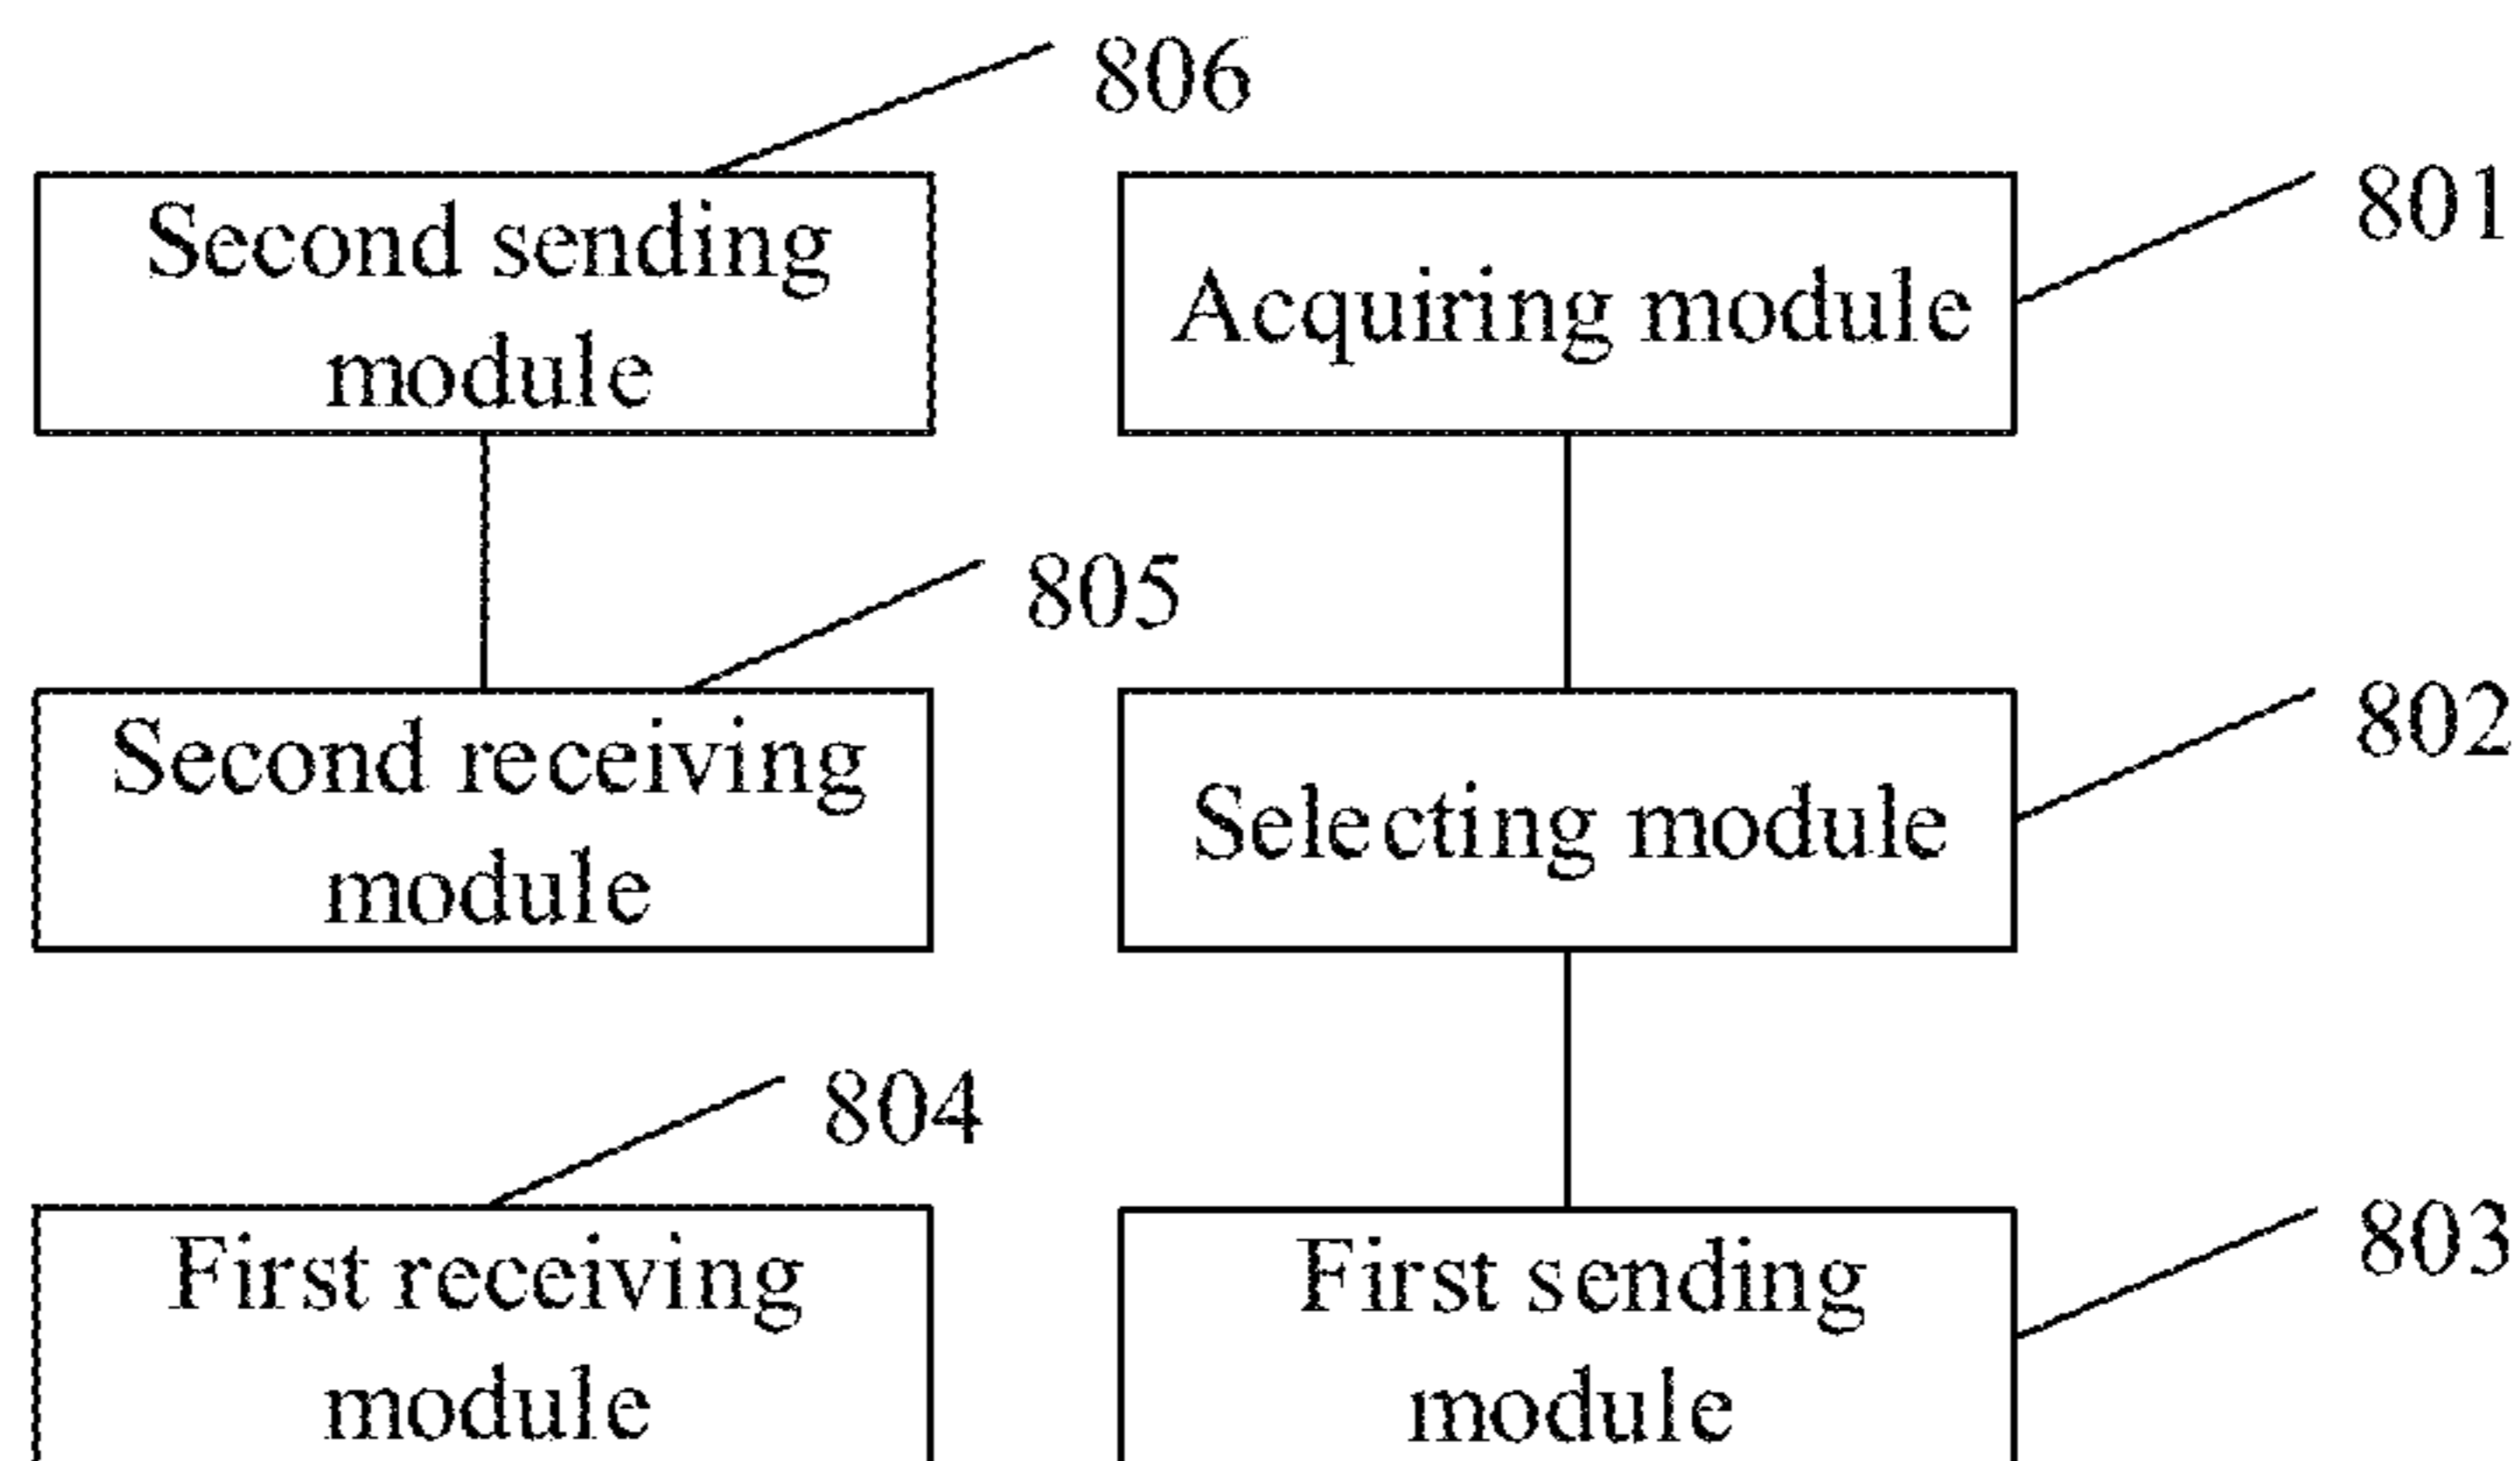 806
Second sending
module
Acquiring module
801
805
Second receiving
module
Selecting module
802
804
First receiving
module
First sending
module
803